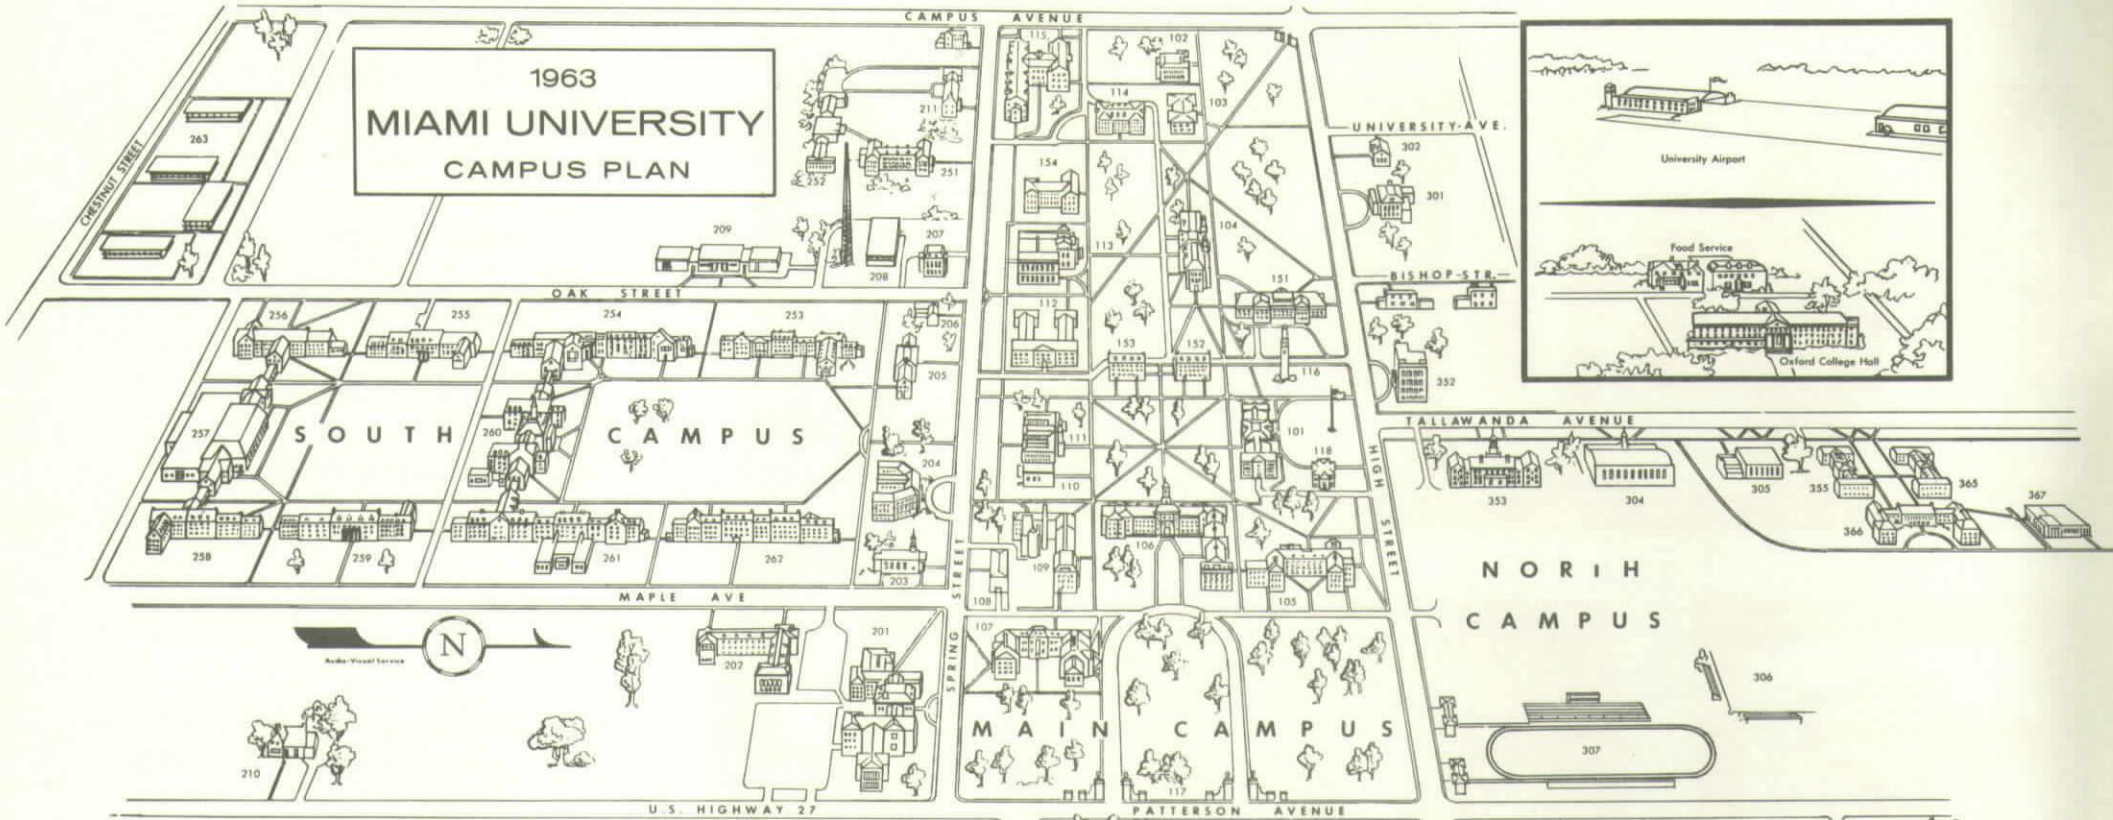 1963
MIAMI UNIVERSITY
CAMPUS PLAN
CAMPUS AVENUE
CHESTNUT STREET
263
115
102
114
103
211
252
251
154
104
113
209
208
207
151
112
UNIVERSITY-AVE.
302
301
BISHOP-STR.
352
University Airport
Food Service
Oxford College Hall
OAK STREET
256
255
254
253
206
205
153
152
116
257
260
SOUTH CAMPUS
204
111
110
101
118
TALLAWANDA AVENUE
HIGH STREET
353
304
305
355
365
366
367
258
259
261
262
203
109
108
106
105
MAPLE AVE
SPRING STREET
NORTH
CAMPUS
N
Audio-Visual Service
202
201
107
210
MAIN CAMPUS
117
306
307
U.S. HIGHWAY 27
PATTERSON AVENUE